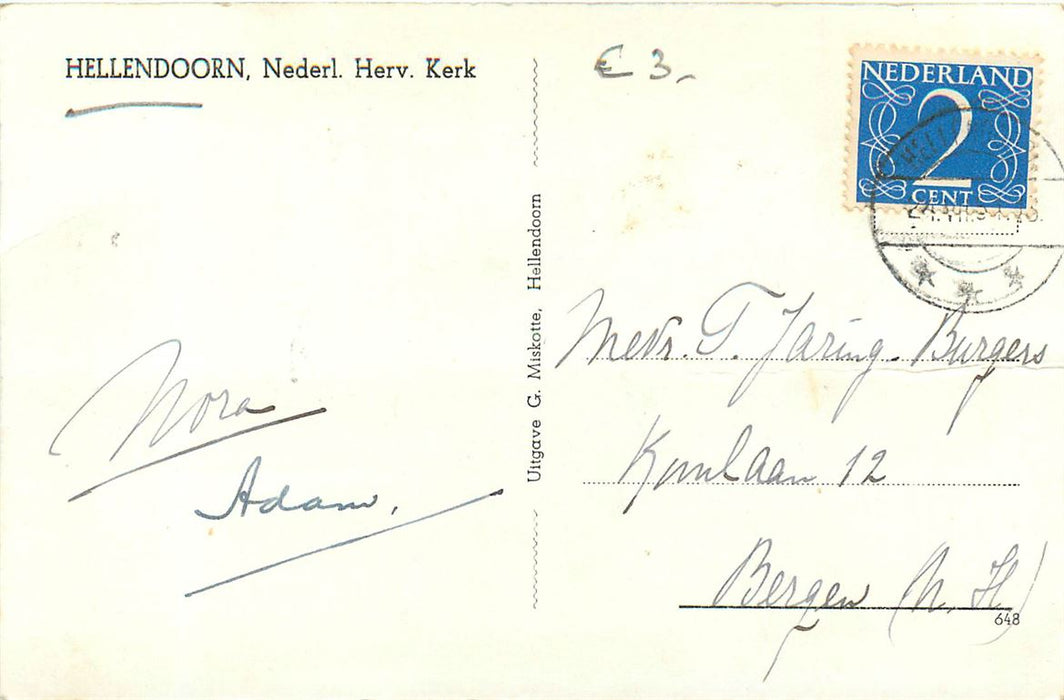 HELLENDOORN, Nederl. Herv. Kerk
€ 3,-
NEDERLAND
2
CENT
Uitgave G. Miskotte, Hellendoorn
Mevr. T. Jaring-Burgers
12
Bergen (N.H)
648
Nora
Adam.